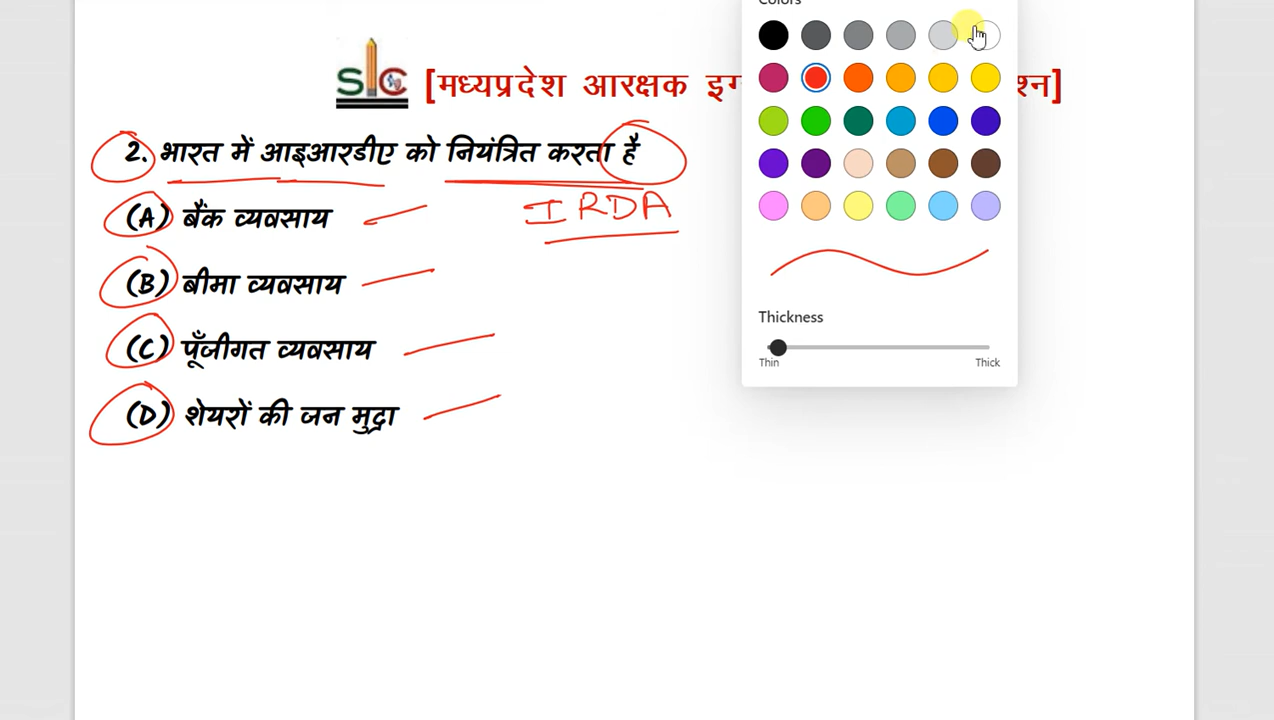 Colors
SIC [मध्यप्रदेश आरक्षक श्न]
2. भारत में आइआरडीए को नियंत्रित करता है
(A) बैंक व्यवसाय
IRDA
(B) बीमा व्यवसाय
(C) पूँजीगत व्यवसाय
(D) शेयरों की जन मुद्रा
Thickness
Thin Thick